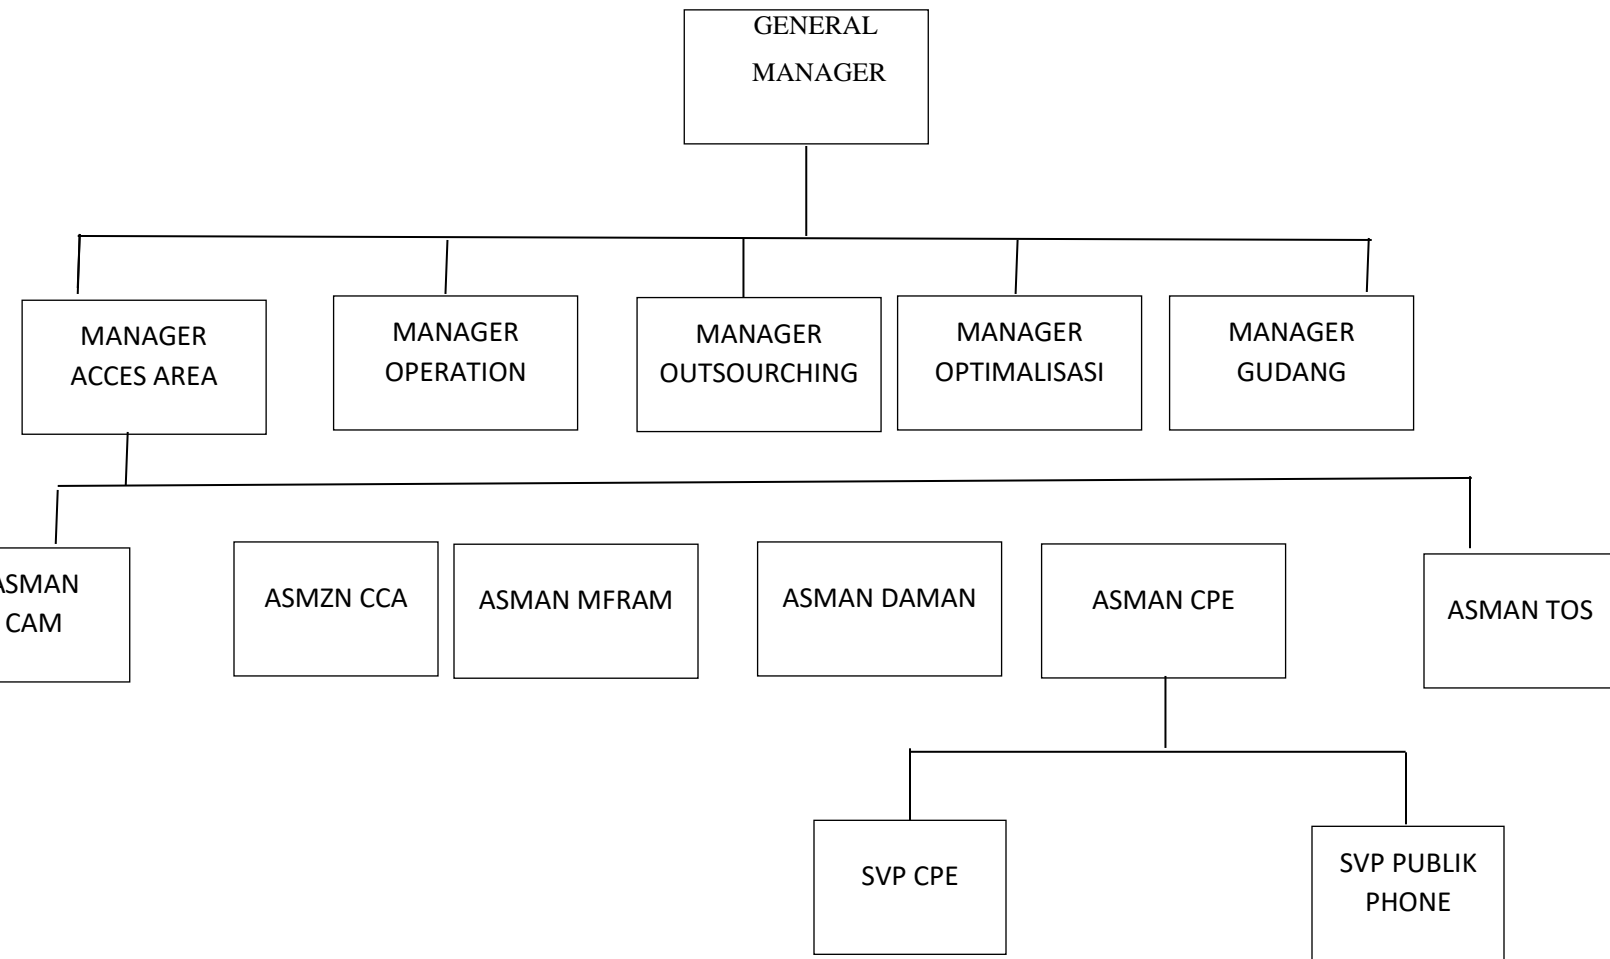 GENERAL
MANAGER
MANAGER
ACCES AREA
MANAGER
OPERATION
MANAGER
OUTSOURCHING
MANAGER
OPTIMALISASI
MANAGER
GUDANG
ASMAN
CAM
ASMZN CCA
ASMAN MFRAM
ASMAN DAMAN
ASMAN CPE
ASMAN TOS
SVP CPE
SVP PUBLIK
PHONE